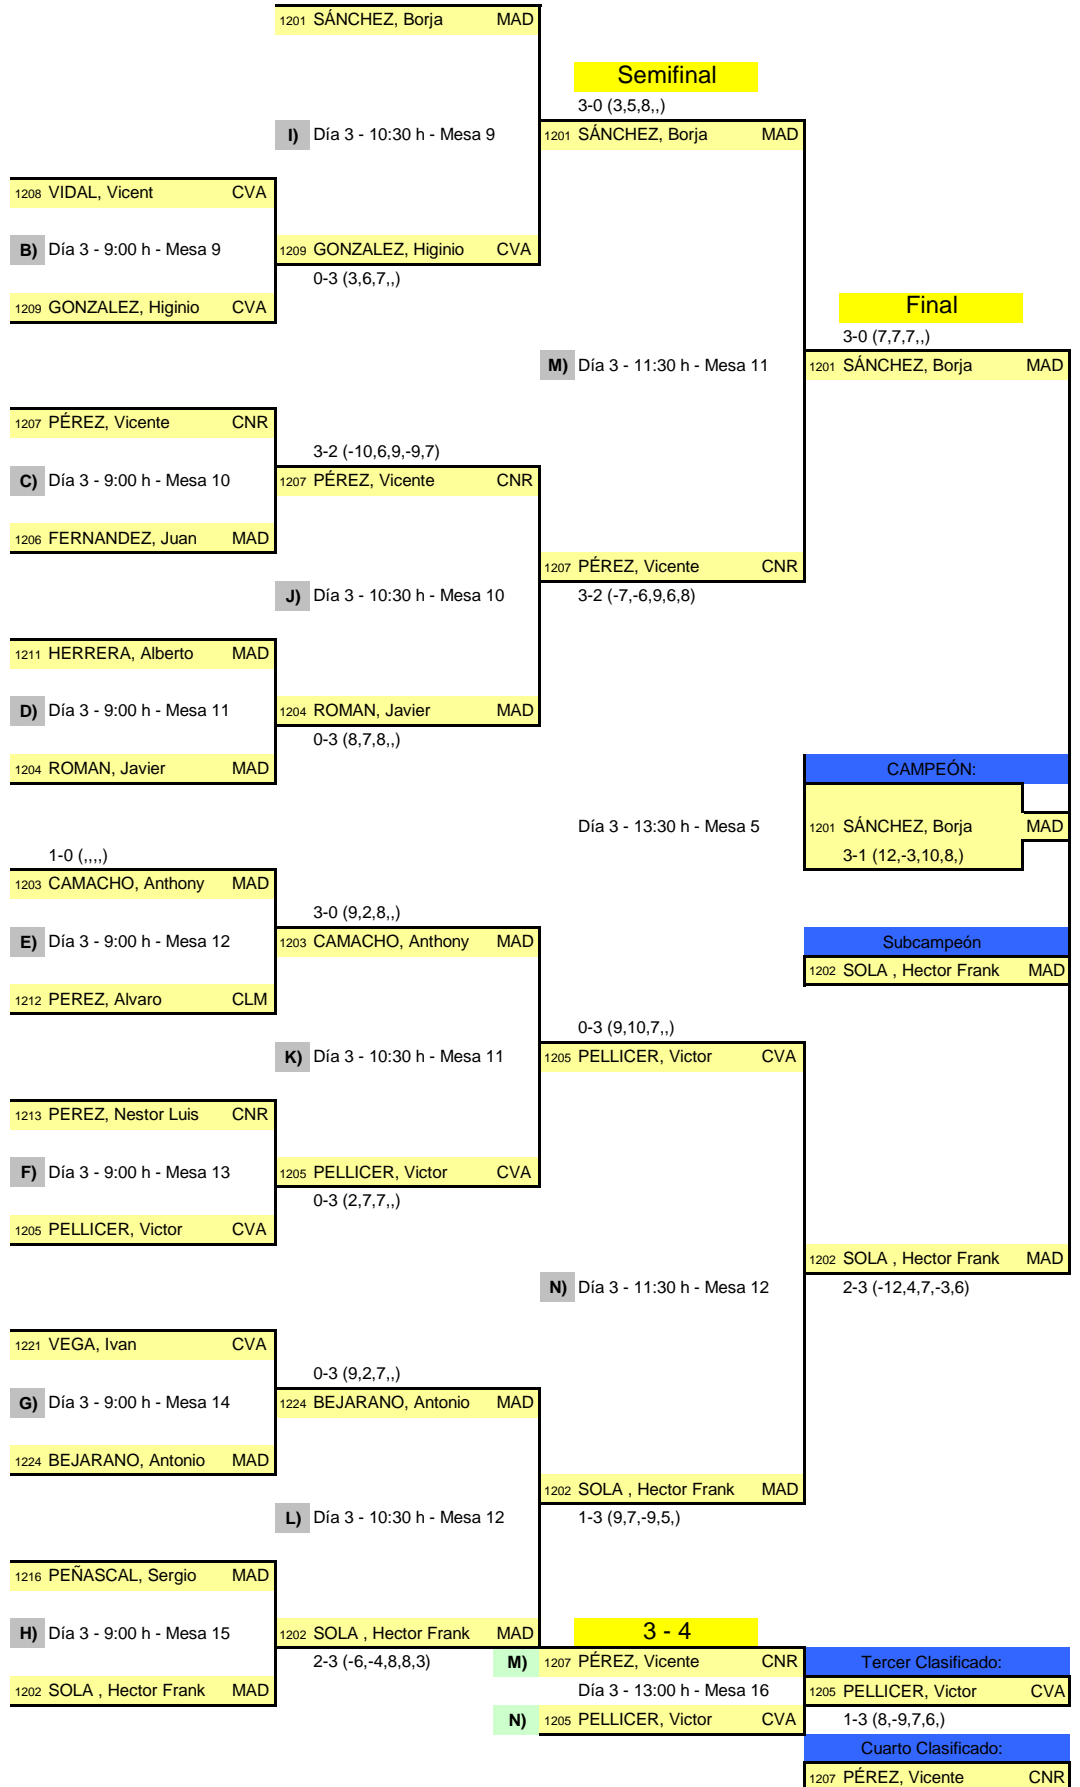 1201 SÁNCHEZ, Borja MAD
Semifinal
3-0 (3,5,8,,)
I) Día 3 - 10:30 h - Mesa 9
1201 SÁNCHEZ, Borja MAD
1208 VIDAL, Vicent CVA
B) Día 3 - 9:00 h - Mesa 9
1209 GONZALEZ, Higinio CVA
0-3 (3,6,7,,)
1209 GONZALEZ, Higinio CVA
Final
3-0 (7,7,7,,)
M) Día 3 - 11:30 h - Mesa 11
1201 SÁNCHEZ, Borja MAD
1207 PÉREZ, Vicente CNR
3-2 (-10,6,9,-9,7)
C) Día 3 - 9:00 h - Mesa 10
1207 PÉREZ, Vicente CNR
1206 FERNANDEZ, Juan MAD
1207 PÉREZ, Vicente CNR
J) Día 3 - 10:30 h - Mesa 10
3-2 (-7,-6,9,6,8)
1211 HERRERA, Alberto MAD
D) Día 3 - 9:00 h - Mesa 11
1204 ROMAN, Javier MAD
0-3 (8,7,8,,)
1204 ROMAN, Javier MAD
CAMPEÓN:
Día 3 - 13:30 h - Mesa 5
1201 SÁNCHEZ, Borja MAD
1-0 (,,,,)
3-1 (12,-3,10,8,)
1203 CAMACHO, Anthony MAD
3-0 (9,2,8,,)
E) Día 3 - 9:00 h - Mesa 12
1203 CAMACHO, Anthony MAD
Subcampeón
1202 SOLA , Hector Frank MAD
1212 PEREZ, Alvaro CLM
0-3 (9,10,7,,)
K) Día 3 - 10:30 h - Mesa 11
1205 PELLICER, Victor CVA
1213 PEREZ, Nestor Luis CNR
F) Día 3 - 9:00 h - Mesa 13
1205 PELLICER, Victor CVA
0-3 (2,7,7,,)
1205 PELLICER, Victor CVA
1202 SOLA , Hector Frank MAD
N) Día 3 - 11:30 h - Mesa 12
2-3 (-12,4,7,-3,6)
1221 VEGA, Ivan CVA
0-3 (9,2,7,,)
G) Día 3 - 9:00 h - Mesa 14
1224 BEJARANO, Antonio MAD
1224 BEJARANO, Antonio MAD
1202 SOLA , Hector Frank MAD
L) Día 3 - 10:30 h - Mesa 12
1-3 (9,7,-9,5,)
1216 PEÑASCAL, Sergio MAD
H) Día 3 - 9:00 h - Mesa 15
1202 SOLA , Hector Frank MAD
3 - 4
2-3 (-6,-4,8,8,3)
M) 1207 PÉREZ, Vicente CNR
Tercer Clasificado:
1202 SOLA , Hector Frank MAD
Día 3 - 13:00 h - Mesa 16
1205 PELLICER, Victor CVA
N) 1205 PELLICER, Victor CVA
1-3 (8,-9,7,6,)
Cuarto Clasificado:
1207 PÉREZ, Vicente CNR